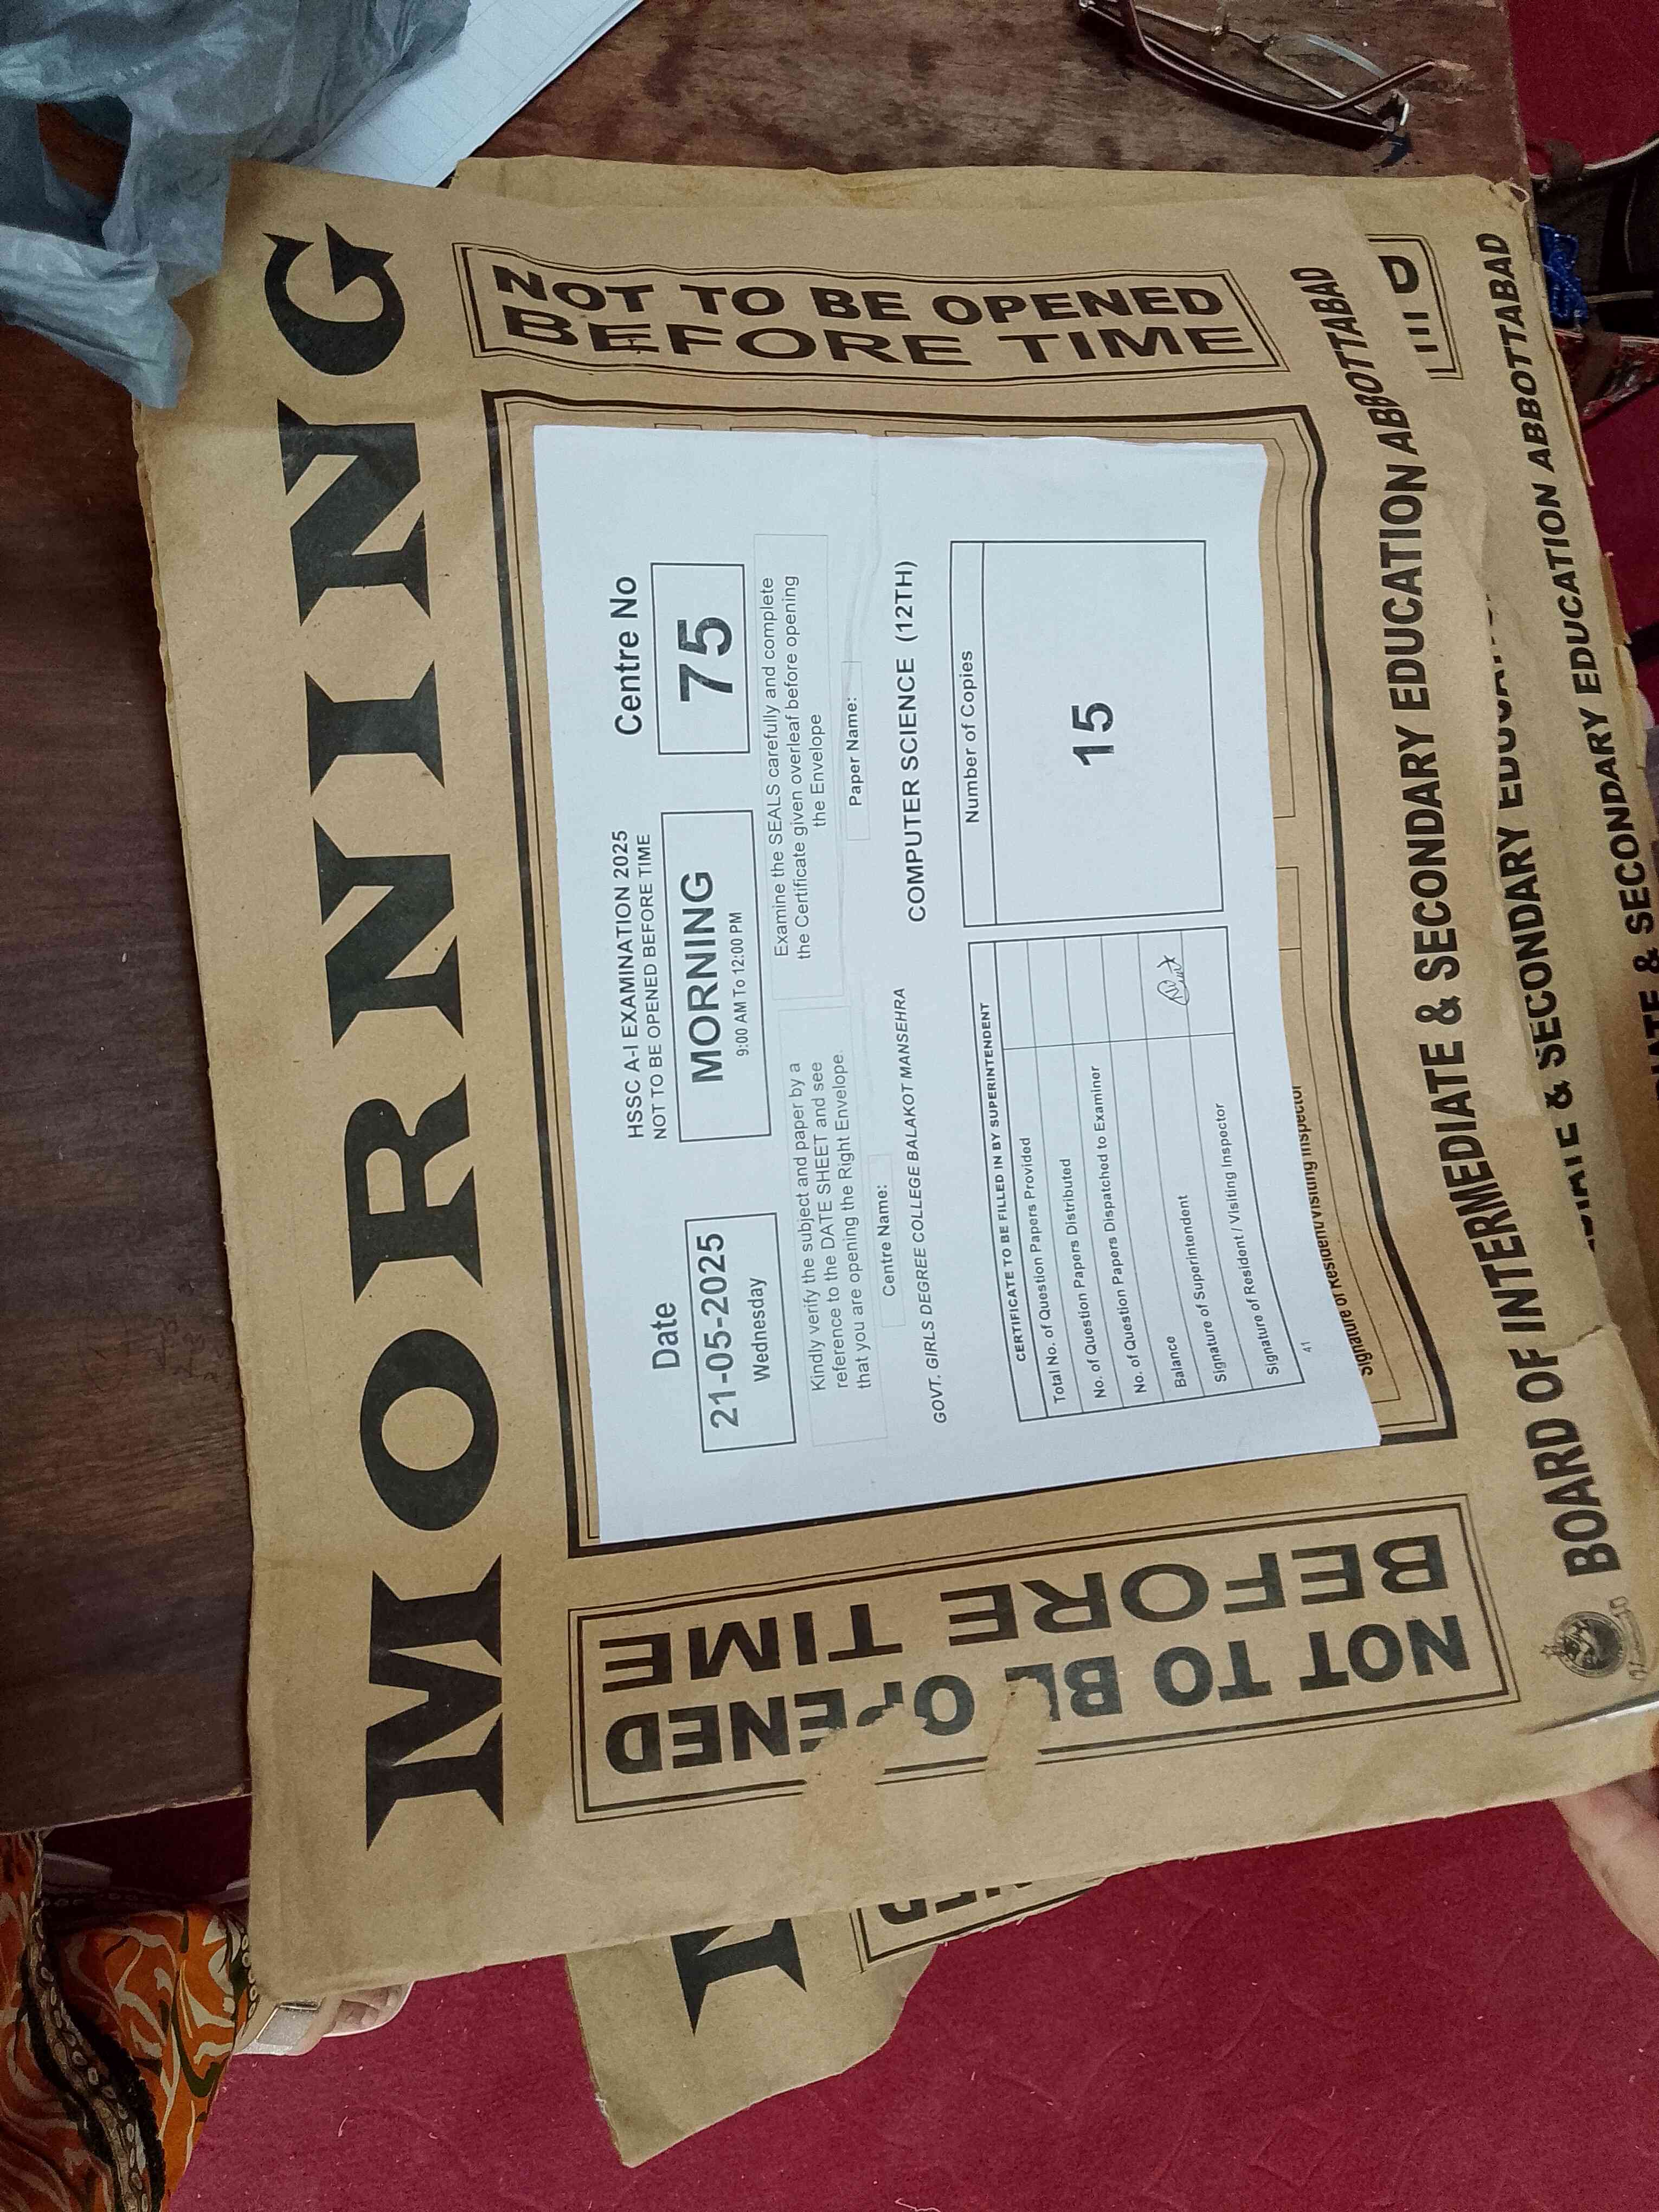 MORNING
NOT TO BE OPENED
BEFORE TIME
NOT TO BE OPENED
BEFORE TIME
HSSC A-I EXAMINATION 2025
NOT TO BE OPENED BEFORE TIME
Date
21-05-2025
Wednesday
MORNING
9:00 AM To 12:00 PM
Centre No
75
Kindly verify the subject and paper by a
reference to the DATE SHEET and see
that you are opening the Right Envelope.
Examine the SEALS carefully and complete
the Certificate given overleaf before opening
the Envelope
Centre Name:
GOVT. GIRLS DEGREE COLLEGE BALAKOT MANSEHRA
Paper Name:
COMPUTER SCIENCE (12TH)
CERTIFICATE TO BE FILLED IN BY SUPERINTENDENT
Total No. of Question Papers Provided
No. of Question Papers Distributed
No. of Question Papers Dispatched to Examiner
Balance
Signature of Superintendent
Signature of Resident / Visiting Inspector
Number of Copies
15
41
Signature of Resident/Visiting Inspector
BOARD OF INTERMEDIATE & SECONDARY EDUCATION ABBOTTABAD
& SECONDARY ABBOTTABAD
& SECONDARY EDUCATION